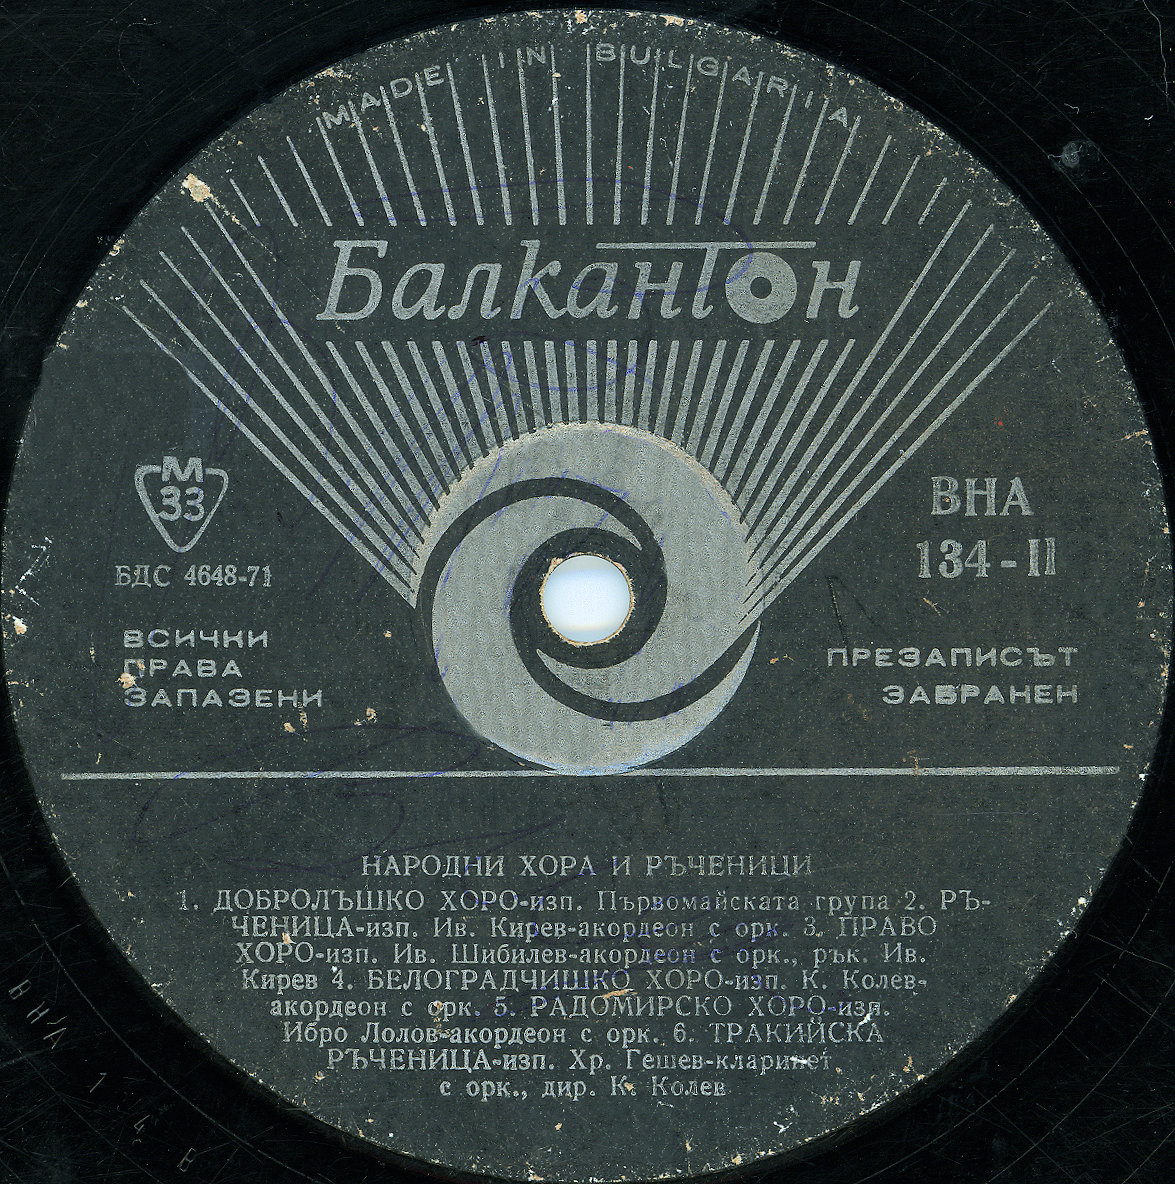 MADE IN BULGARIA
Балкантон
М
33
БДС 4648-71
ВНА
134-II
ВСИЧКИ
ПРАВА
ЗАПАЗЕНИ
ПРЕЗАПИСЪТ
ЗАБРАНЕН
НАРОДНИ ХОРА И РЪЧЕНИЦИ
1. ДОБРОЛЪШКО ХОРО-изп. Първомайската група 2. РЪ-
ЧЕНИЦА-изп. Ив. Кирев-акордеон с орк. 3. ПРАВО
ХОРО-изп. Ив. Шибилев-акордеон с орк., рък. Ив.
Кирев 4. БЕЛОГРАДЧИШКО ХОРО-изп. К. Колев-
акордеон с орк. 5. РАДОМИРСКО ХОРО-изп.
Ибро Лолов-акордеон с орк. 6. ТРАКИЙСКА
РЪЧЕНИЦА-изп. Хр. Гешев-кларинет
с орк., дир. К. Колев